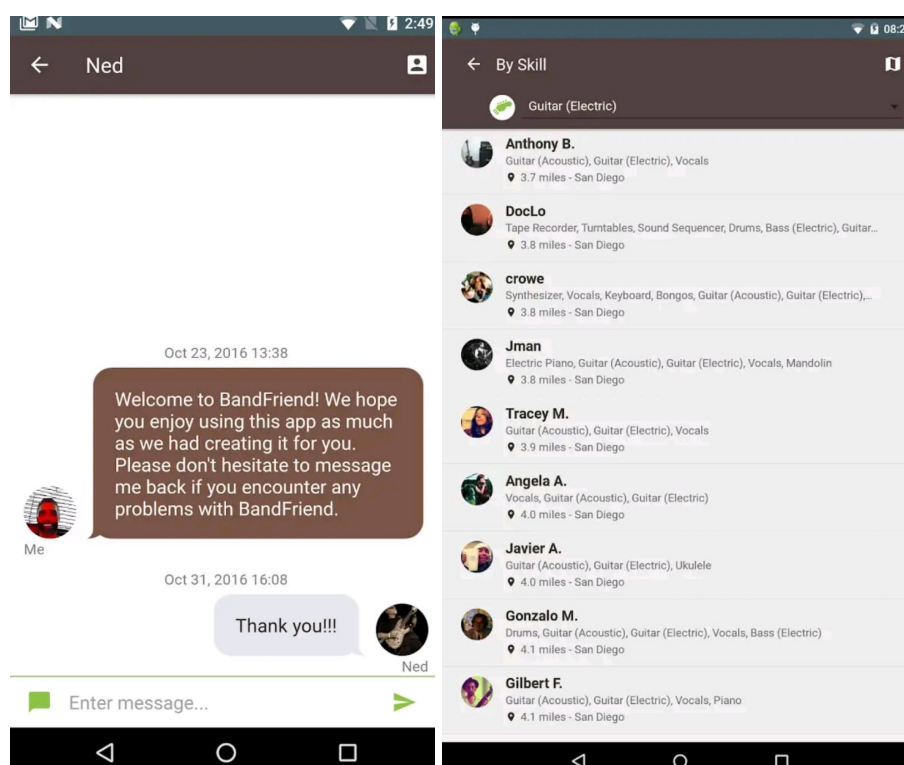 2:49
Ned
Oct 23, 2016 13:38
Welcome to BandFriend! We hope
you enjoy using this app as much
as we had creating it for you.
Please don't hesitate to message
me back if you encounter any
problems with BandFriend.
Me
Oct 31, 2016 16:08
Thank you!!!
Ned
Enter message...
08:2
By Skill
Guitar (Electric)
Anthony B.
Guitar (Acoustic), Guitar (Electric), Vocals
3.7 miles - San Diego
DocLo
Tape Recorder, Turntables, Sound Sequencer, Drums, Bass (Electric), Guitar...
3.8 miles - San Diego
crowe
Synthesizer, Vocals, Keyboard, Bongos, Guitar (Acoustic), Guitar (Electric),...
3.8 miles - San Diego
Jman
Electric Piano, Guitar (Acoustic), Guitar (Electric), Vocals, Mandolin
3.8 miles - San Diego
Tracey M.
Guitar (Acoustic), Guitar (Electric), Vocals
3.9 miles - San Diego
Angela A.
Vocals, Guitar (Acoustic), Guitar (Electric)
4.0 miles - San Diego
Javier A.
Guitar (Acoustic), Guitar (Electric), Ukulele
4.0 miles - San Diego
Gonzalo M.
Drums, Guitar (Acoustic), Guitar (Electric), Vocals, Bass (Electric)
4.1 miles - San Diego
Gilbert F.
Guitar (Acoustic), Guitar (Electric), Vocals, Piano
4.1 miles - San Diego